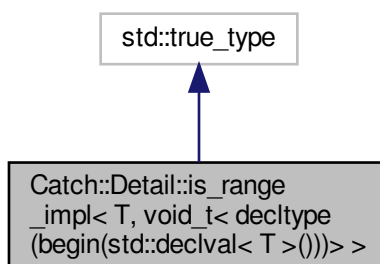 std::true_type
Catch::Detail::is_range
_impl< T, void_t< decltype
(begin(std::declval< T >()))> >